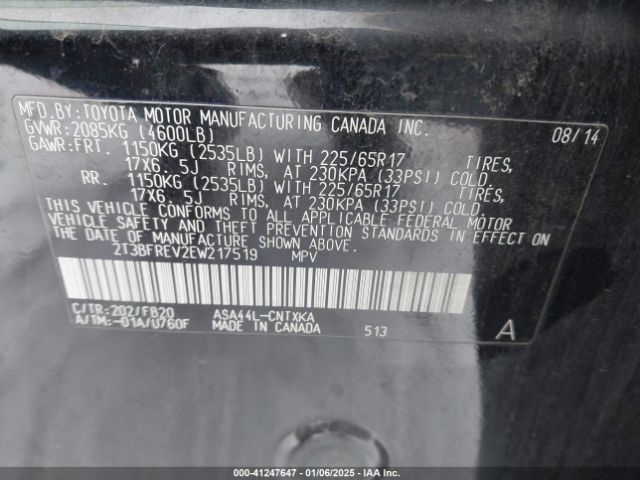 MFD.BY:TOYOTA MOTOR MANUFACTURING CANADA INC.
GVWR:2085KG (4600LB) 08/14
GAWR:FRT. 1150KG (2535LB) WITH 225/65R17 TIRES,
17X6.5J RIMS, AT 230KPA (33PSI) COLD.
RR. 1150KG (2535LB) WITH 225/65R17 TIRES,
17X6.5J RIMS, AT 230KPA (33PSI) COLD.
THIS VEHICLE CONFORMS TO ALL APPLICABLE FEDERAL MOTOR
VEHICLE SAFETY AND THEFT PREVENTION STANDARDS IN EFFECT ON
THE DATE OF MANUFACTURE SHOWN ABOVE.
2T3BFREV2EW217519 MPV
C/TR:202/FB20 ASA44L-CNTXKA
A/TM:-01A/U760F MADE IN CANADA 513 A
(IAA) 41247647 - 01/06/2025 - IAAI.COM